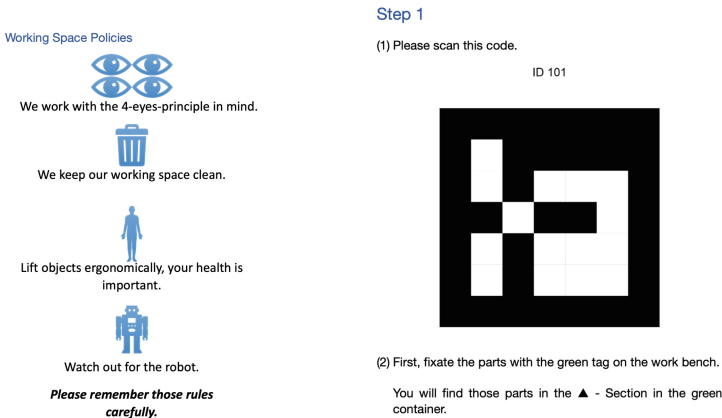 Working Space Policies
We work with the 4-eyes-principle in mind.
We keep our working space clean.
Lift objects ergonomically, your health is
important.
Watch out for the robot.
Please remember those rules
carefully.
Step 1
(1) Please scan this code.
ID 101
(2) First, fixate the parts with the green tag on the work bench.
You will find those parts in the ▲ - Section in the green
container.